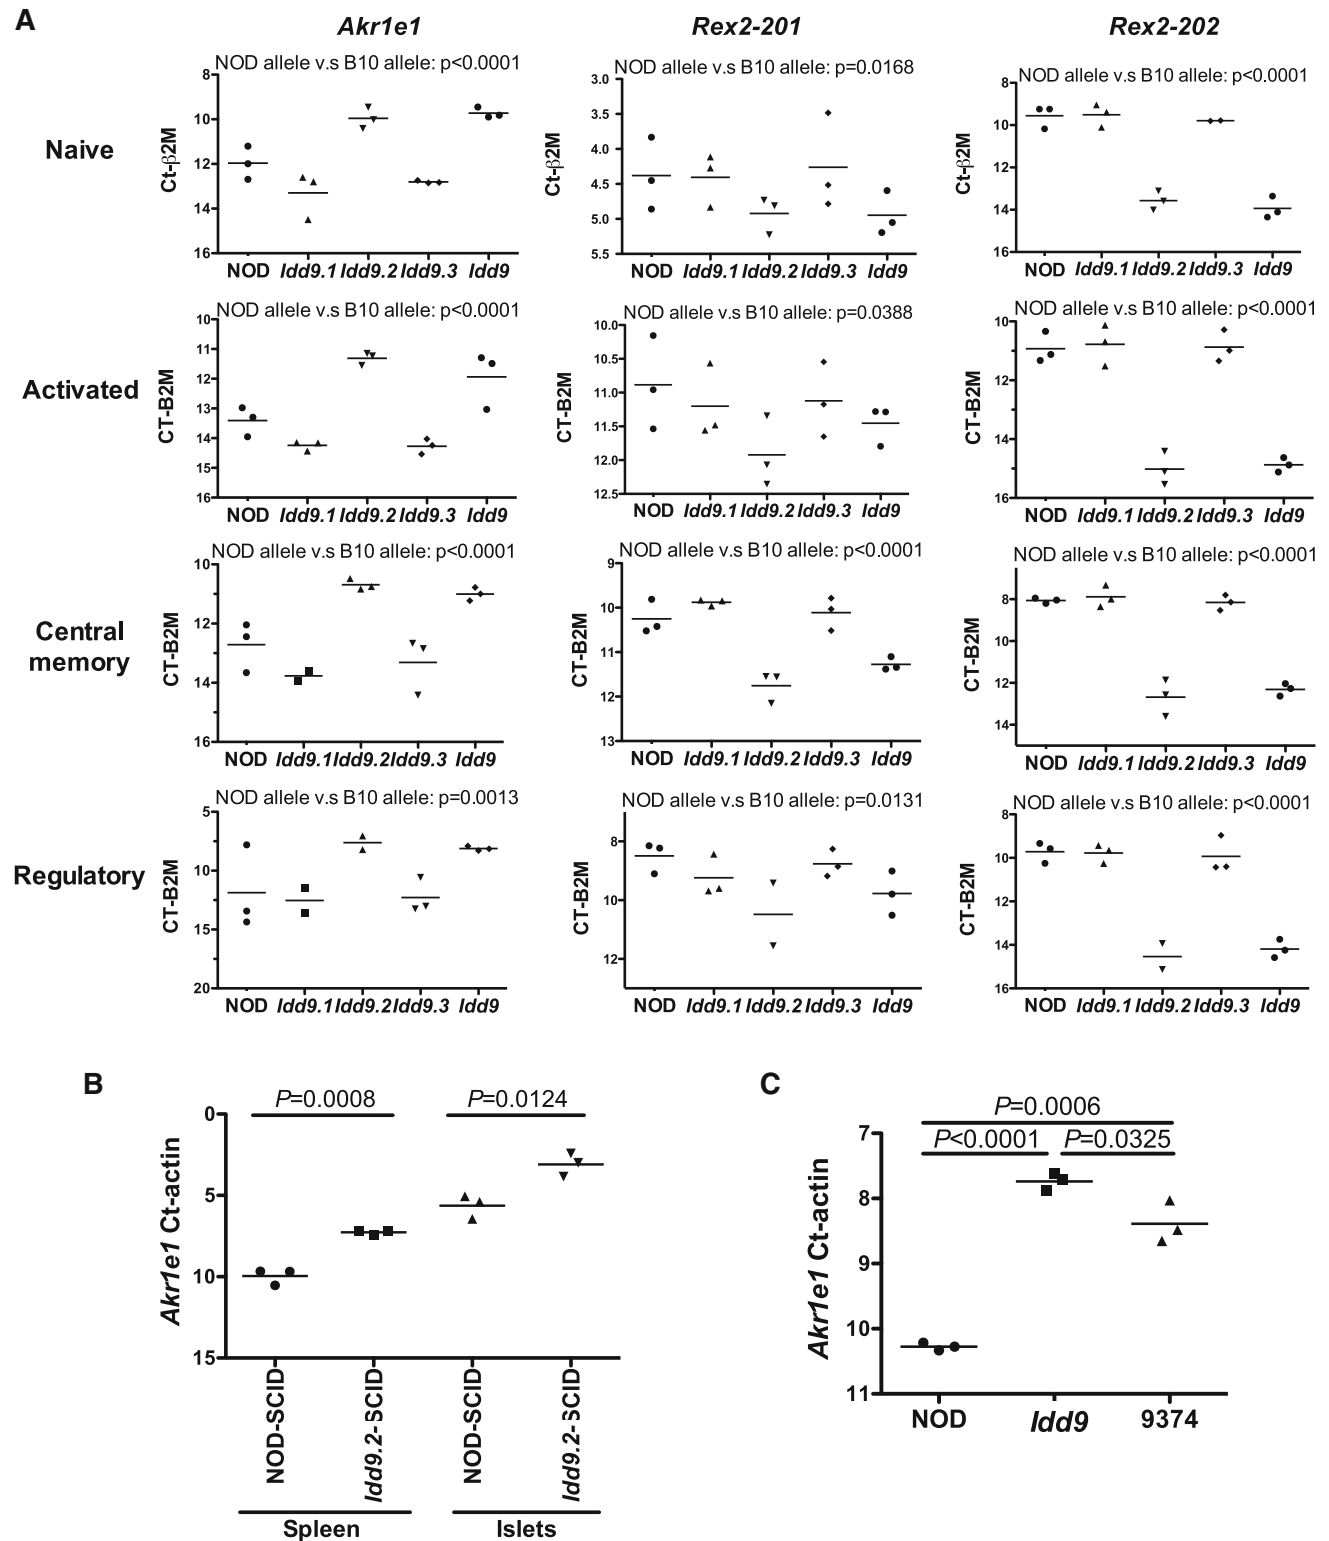 A
Akr1e1 Rex2-201 Rex2-202
Naive
NOD allele v.s B10 allele: p<0.0001
Ct-β2M
8
10
12
14
16
NOD Idd9.1 Idd9.2 Idd9.3 Idd9
NOD allele v.s B10 allele: p=0.0168
Ct-β2M
3.0
3.5
4.0
4.5
5.0
5.5
NOD Idd9.1 Idd9.2 Idd9.3 Idd9
NOD allele v.s B10 allele: p<0.0001
Ct-β2M
8
10
12
14
16
NOD Idd9.1 Idd9.2 Idd9.3 Idd9
Activated
NOD allele v.s B10 allele: p<0.0001
CT-B2M
10
11
12
13
14
15
16
NOD Idd9.1 Idd9.2 Idd9.3 Idd9
NOD allele v.s B10 allele: p=0.0388
CT-B2M
10.0
10.5
11.0
11.5
12.0
12.5
NOD Idd9.1 Idd9.2 Idd9.3 Idd9
NOD allele v.s B10 allele: p<0.0001
CT-B2M
10
12
14
16
NOD Idd9.1 Idd9.2 Idd9.3 Idd9
Central
memory
NOD allele v.s B10 allele: p<0.0001
CT-B2M
10
12
14
16
NOD Idd9.1 Idd9.2 Idd9.3 Idd9
NOD allele v.s B10 allele: p<0.0001
CT-B2M
9
10
11
12
13
NOD Idd9.1 Idd9.2 Idd9.3 Idd9
NOD allele v.s B10 allele: p<0.0001
CT-B2M
8
10
12
14
NOD Idd9.1 Idd9.2 Idd9.3 Idd9
Regulatory
NOD allele v.s B10 allele: p=0.0013
CT-B2M
5
10
15
20
NOD Idd9.1 Idd9.2 Idd9.3 Idd9
NOD allele v.s B10 allele: p=0.0131
CT-B2M
8
10
12
NOD Idd9.1 Idd9.2 Idd9.3 Idd9
NOD allele v.s B10 allele: p<0.0001
CT-B2M
8
10
12
14
16
NOD Idd9.1 Idd9.2 Idd9.3 Idd9
B
P=0.0008 P=0.0124
Akr1e1 Ct-actin
0
5
10
15
NOD-SCID
Idd9.2-SCID
NOD-SCID
Idd9.2-SCID
Spleen Islets
C
P=0.0006
P<0.0001 P=0.0325
Akr1e1 Ct-actin
7
8
9
10
11
NOD Idd9 9374